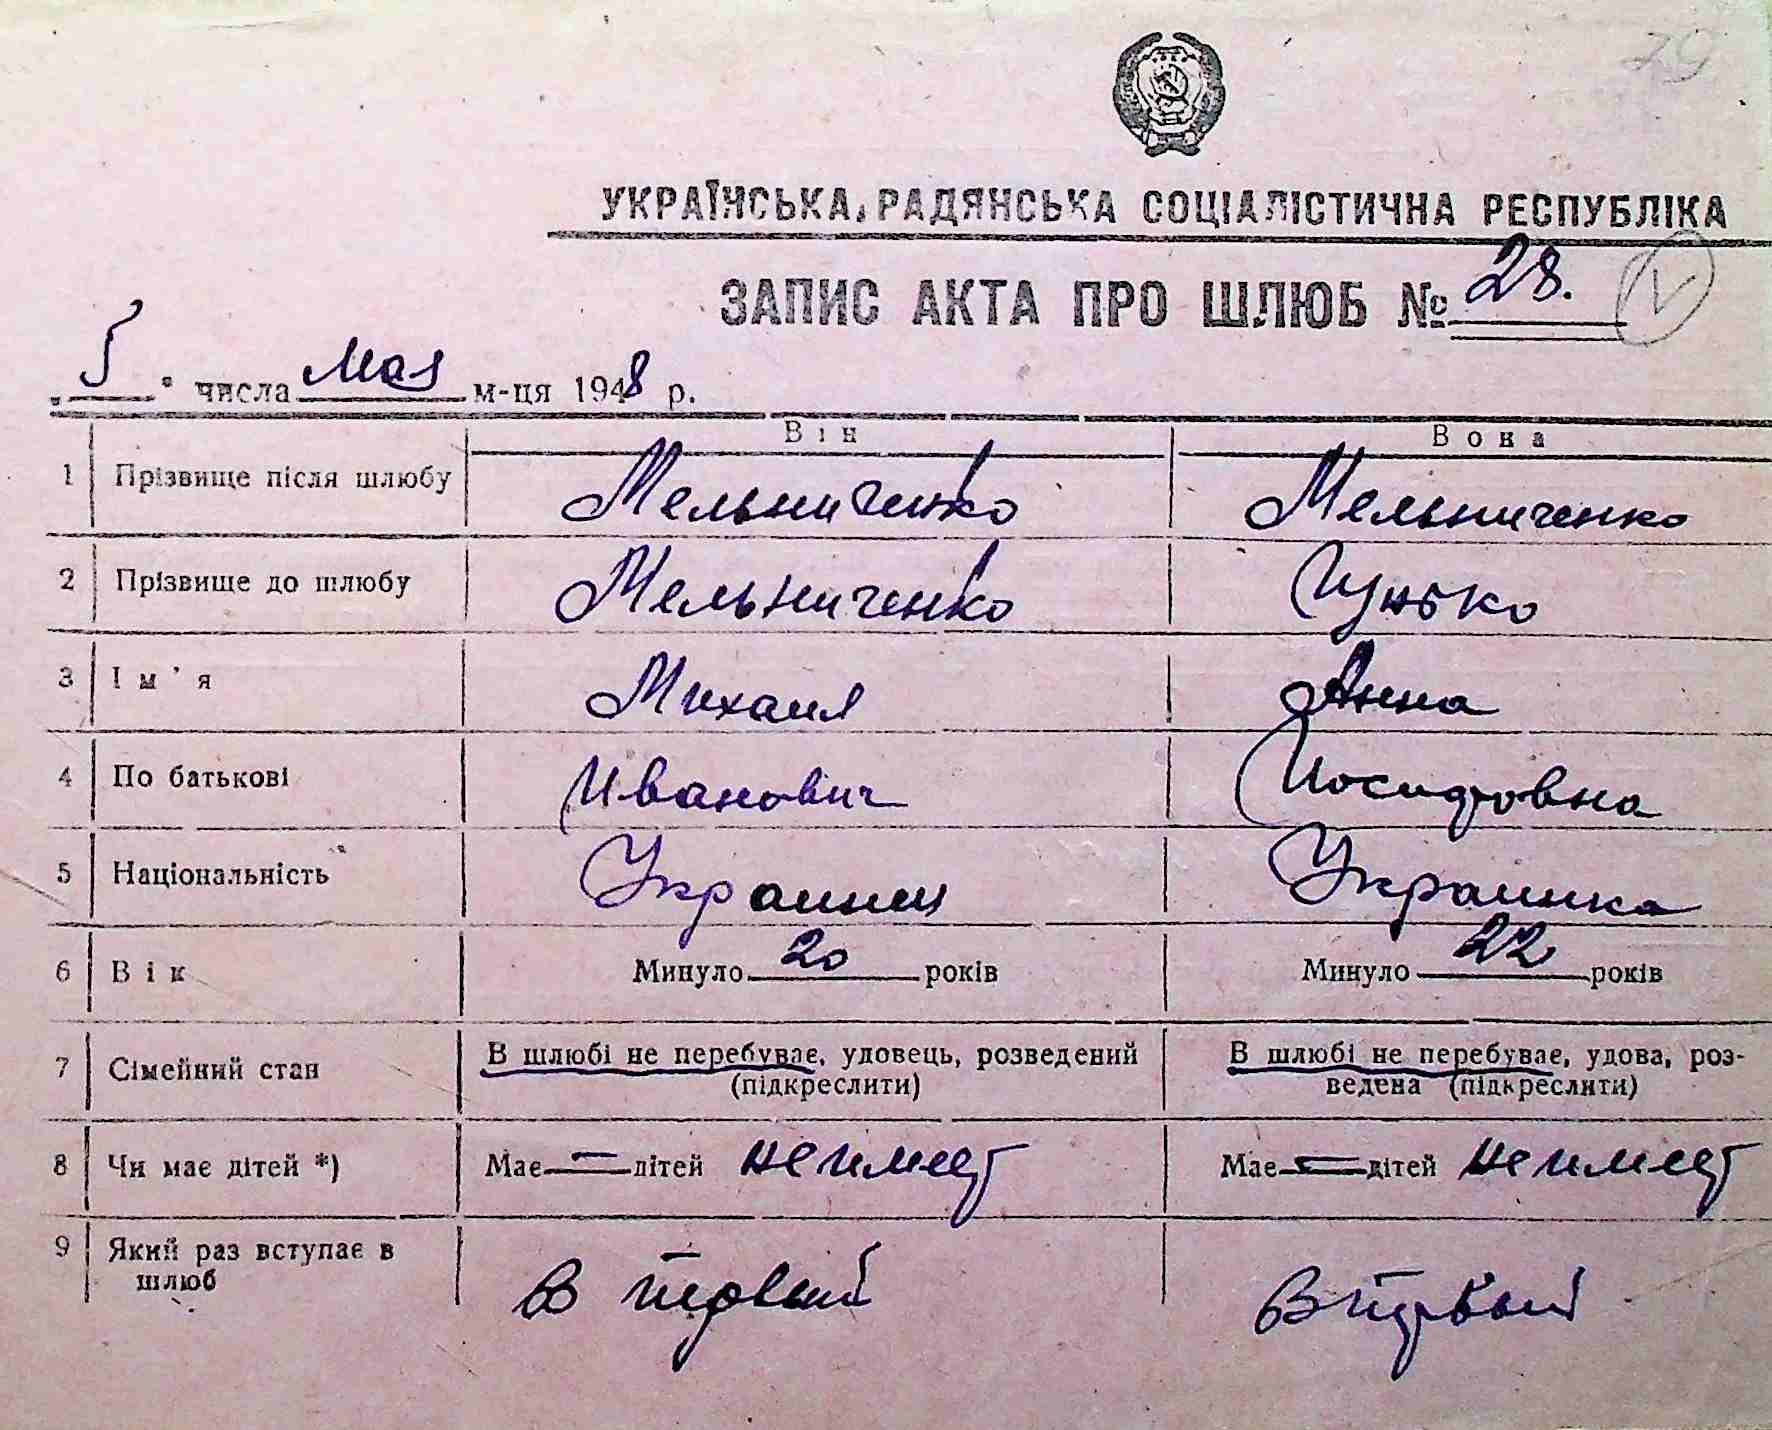 79
УКРАЇНСЬКА РАДЯНСЬКА СОЦІАЛІСТИЧНА РЕСПУБЛІКА
ЗАПИС АКТА ПРО ШЛЮБ № 28.
„5" числа мая м-ця 1948 р.
Він Вона
1 Прізвище після шлюбу Мельниченко Мельниченко
2 Прізвище до шлюбу Мельниченко
3 Ім'я Михаил Анна
4 По батькові Иванович Иосифовна
5 Національність Украинец Украинка
6 Вік Минуло 20 років Минуло 22 років
7 Сімейний стан В шлюбі не перебуває, удовець, розведений В шлюбі не перебуває, удова, роз-
(підкреслити) ведена (підкреслити)
8 Чи має дітей *) Має — дітей не имеет Має — дітей не имеет
9 Який раз вступає в
шлюб В первый В первый